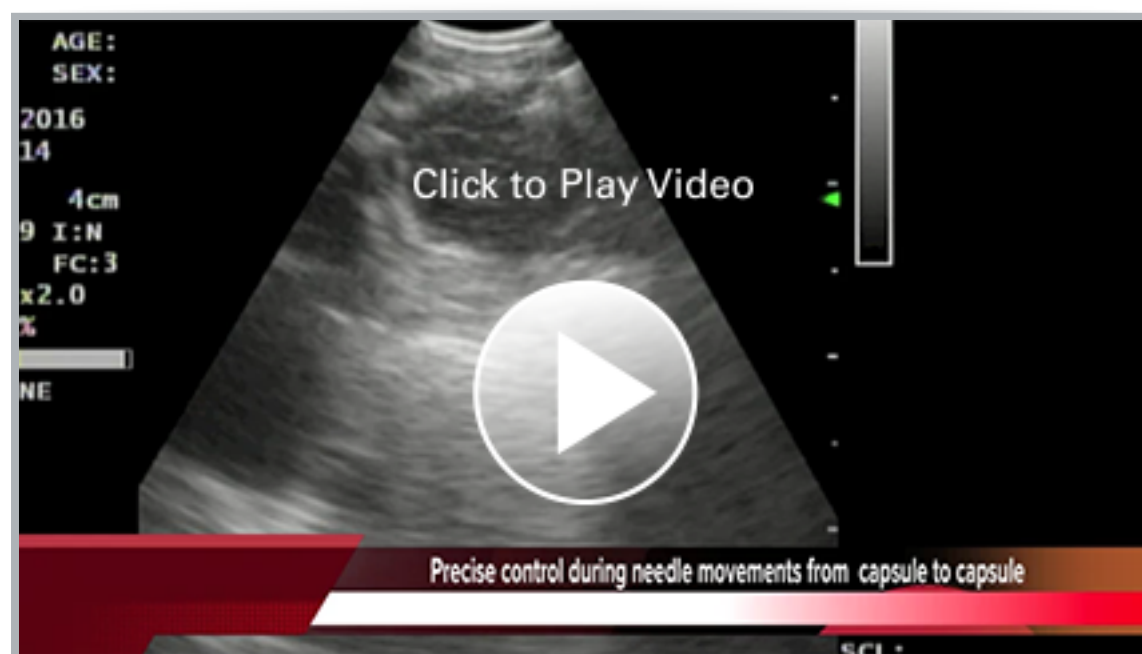 AGE:
SEX:
2016
14
Click to Play Video
4cm
9 I:N
FC:3
x2.0
%
NE
Precise control during needle movements from capsule to capsule
SCL: